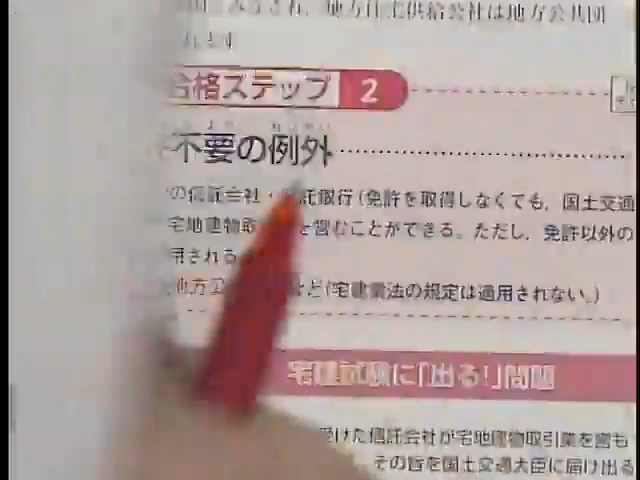 みなされ、地方住宅供給公社は地方公共団
れます
合格ステップ 2
不要の例外
の信託会社・信託銀行（免許を取得しなくても、国土交通
宅地建物取 を営むことができる。ただし、免許以外の
用される
地方公 など（宅建業法の規定は適用されない。）
宅建試験に「出る！」問題
受けた信託会社が宅地建物取引業を営も
その旨を国土交通大臣に届け出る